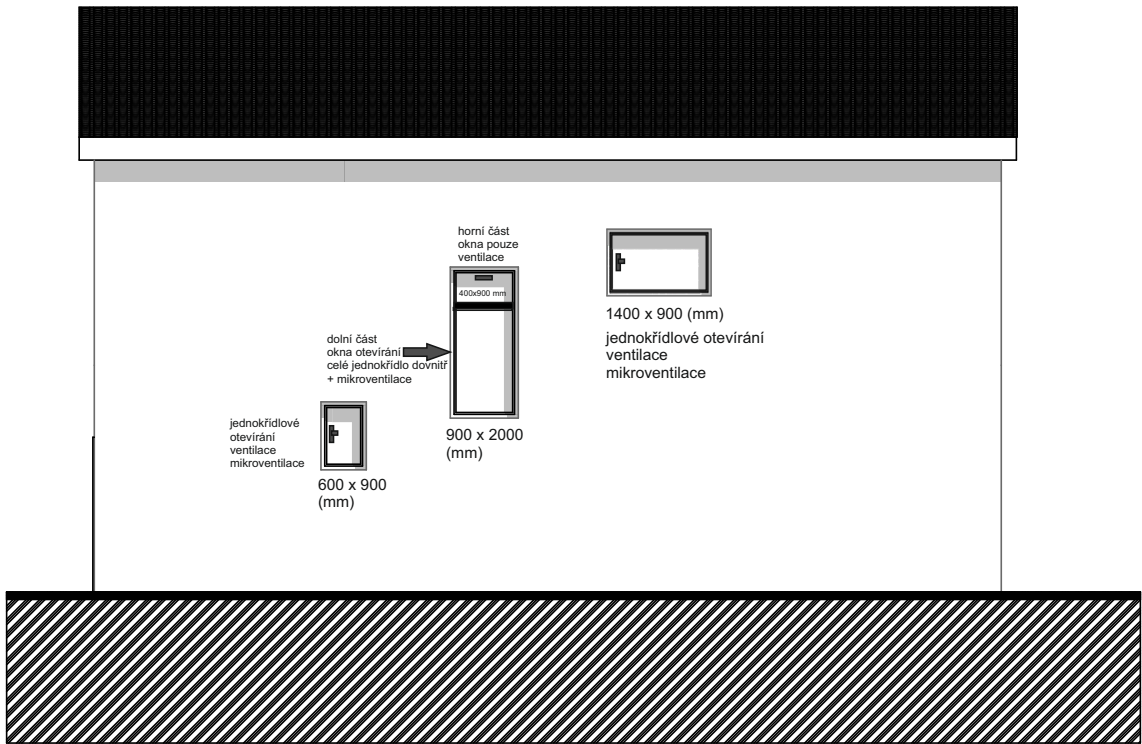 horní část
okna pouze
ventilace
400x900 mm
1400 x 900 (mm)
jednokřídlové otevírání
ventilace
mikroventilace
dolní část
okna otevírání
celé jednokřídlo dovnitř
+ mikroventilace
900 x 2000
(mm)
jednokřídlové
otevírání
ventilace
mikroventilace
600 x 900
(mm)